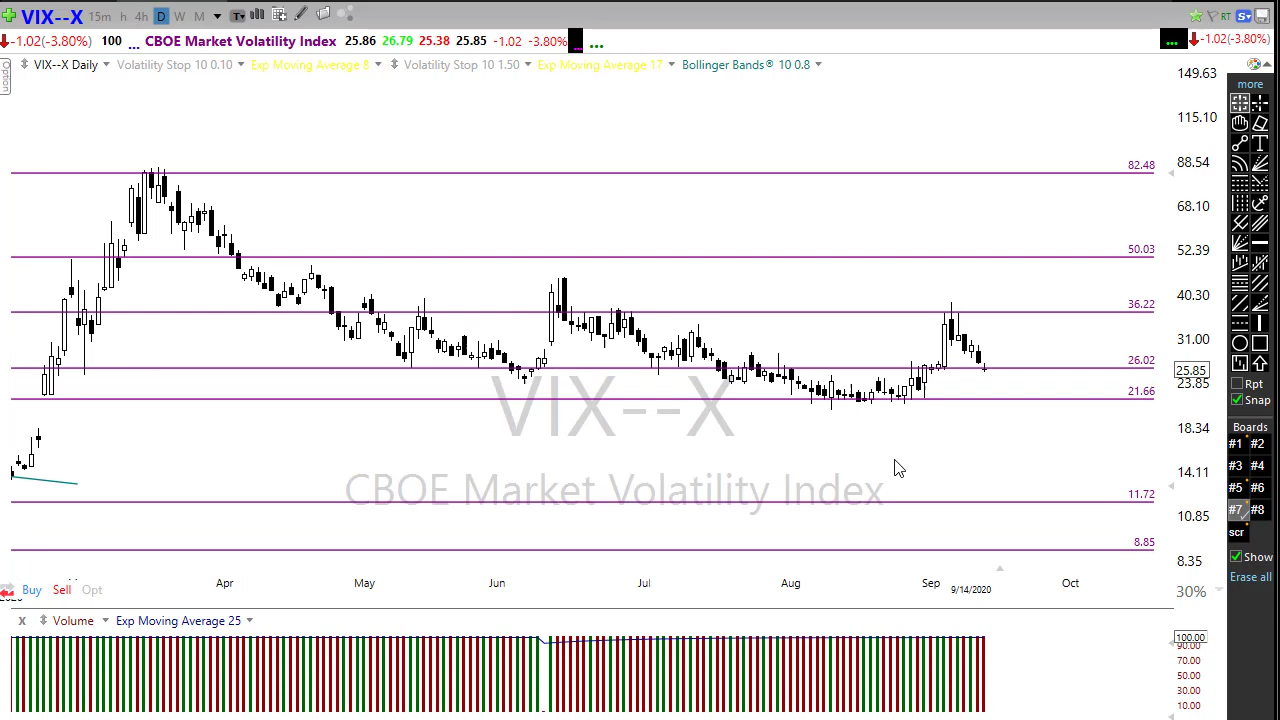 VIX--X 15m h 4h D W M T RT S
-1.02(-3.80%) 100 ... CBOE Market Volatility Index 25.86 26.79 25.38 25.85 -1.02 -3.80% ... ... ... -1.02(-3.80%)
Option
VIX--X Daily Volatility Stop 10 0.10 Exp Moving Average 8 Volatility Stop 10 1.50 Exp Moving Average 17 Bollinger Bands® 10 0.8
149.63
more
115.10
88.54
82.48
68.10
52.39
50.03
40.30
36.22
31.00
26.02
25.85
23.85
Rpt
21.66
Snap
VIX--X
18.34
Boards
#1 #2
14.11
#3 #4
CBOE Market Volatility Index
#5 #6
11.72
10.85
#7 #8
scr
8.85
8.35
Show
Apr May Jun Jul Aug Sep Oct
Erase all
Buy Sell Opt
9/14/2020
30%
X Volume Exp Moving Average 25
100.00
90.00
70.00
50.00
30.00
10.00